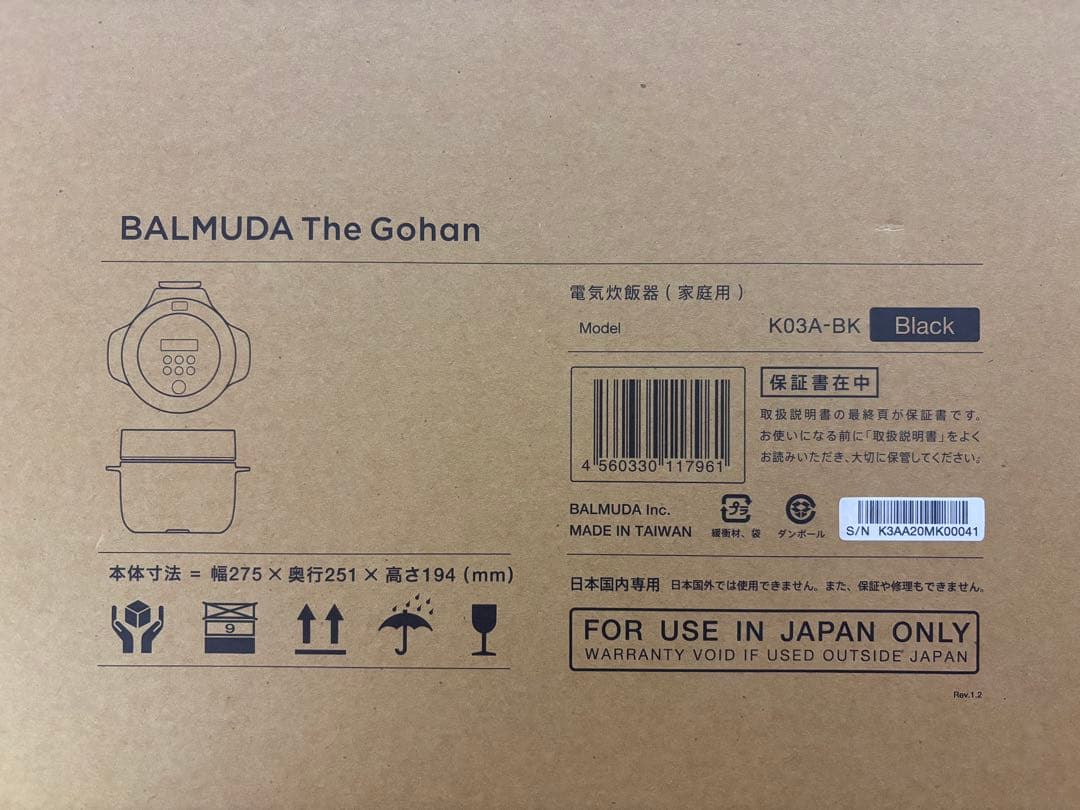 BALMUDA The Gohan
電気炊飯器 ( 家庭用 )
Model K03A-BK Black
4 560330 117961
保証書在中
取扱説明書の最終頁が保証書です。
お使いになる前に「取扱説明書」をよく
お読みいただき、大切に保管してください。
BALMUDA Inc.
MADE IN TAIWAN
プラ
緩衝材、袋
ダンボール
S/N K3AA20MK00041
本体寸法 = 幅275×奥行251×高さ194 (mm)
9
日本国内専用 日本国外では使用できません。また、保証や修理もできません。
FOR USE IN JAPAN ONLY
WARRANTY VOID IF USED OUTSIDE JAPAN
Rev.1.2